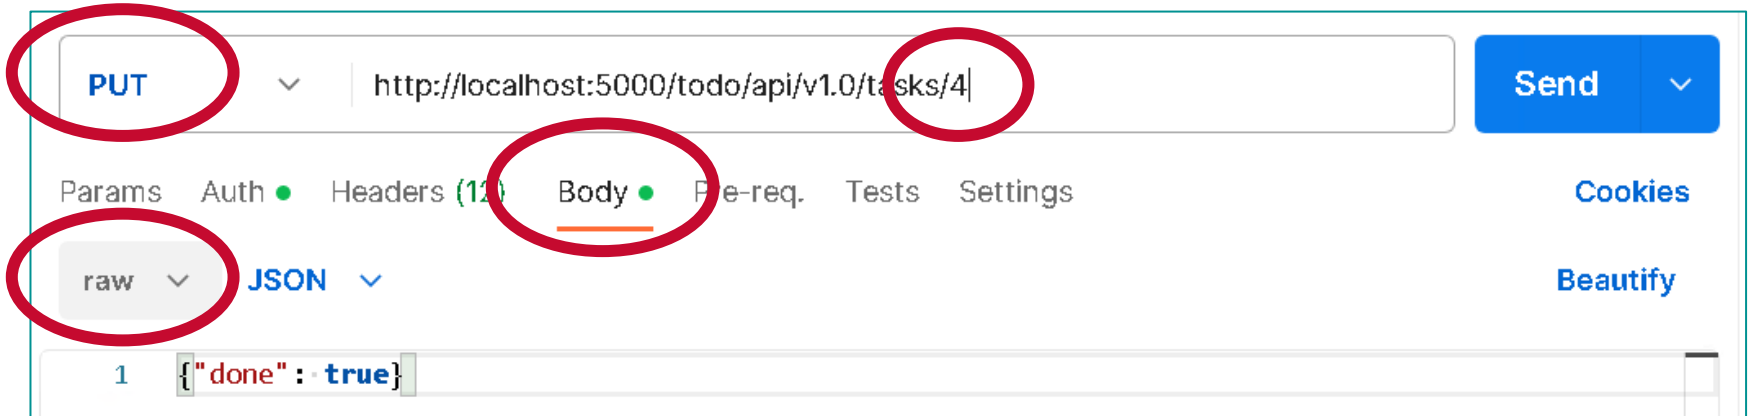 PUT http://localhost:5000/todo/api/v1.0/tasks/4 Send
Params Auth Headers (12) Body Pre-req. Tests Settings Cookies
raw JSON Beautify
1 {"done": true}